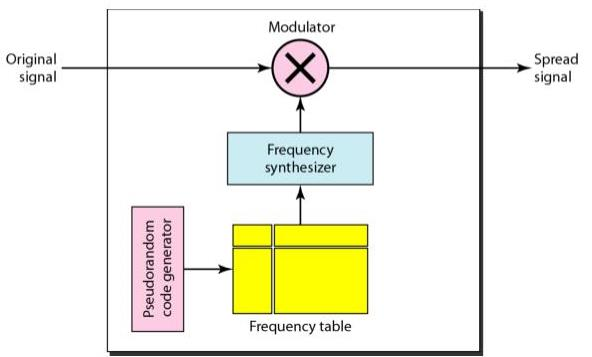 Modulator
Original
signal
Spread
signal
Frequency
synthesizer
Pseudorandom
code generator
Frequency table